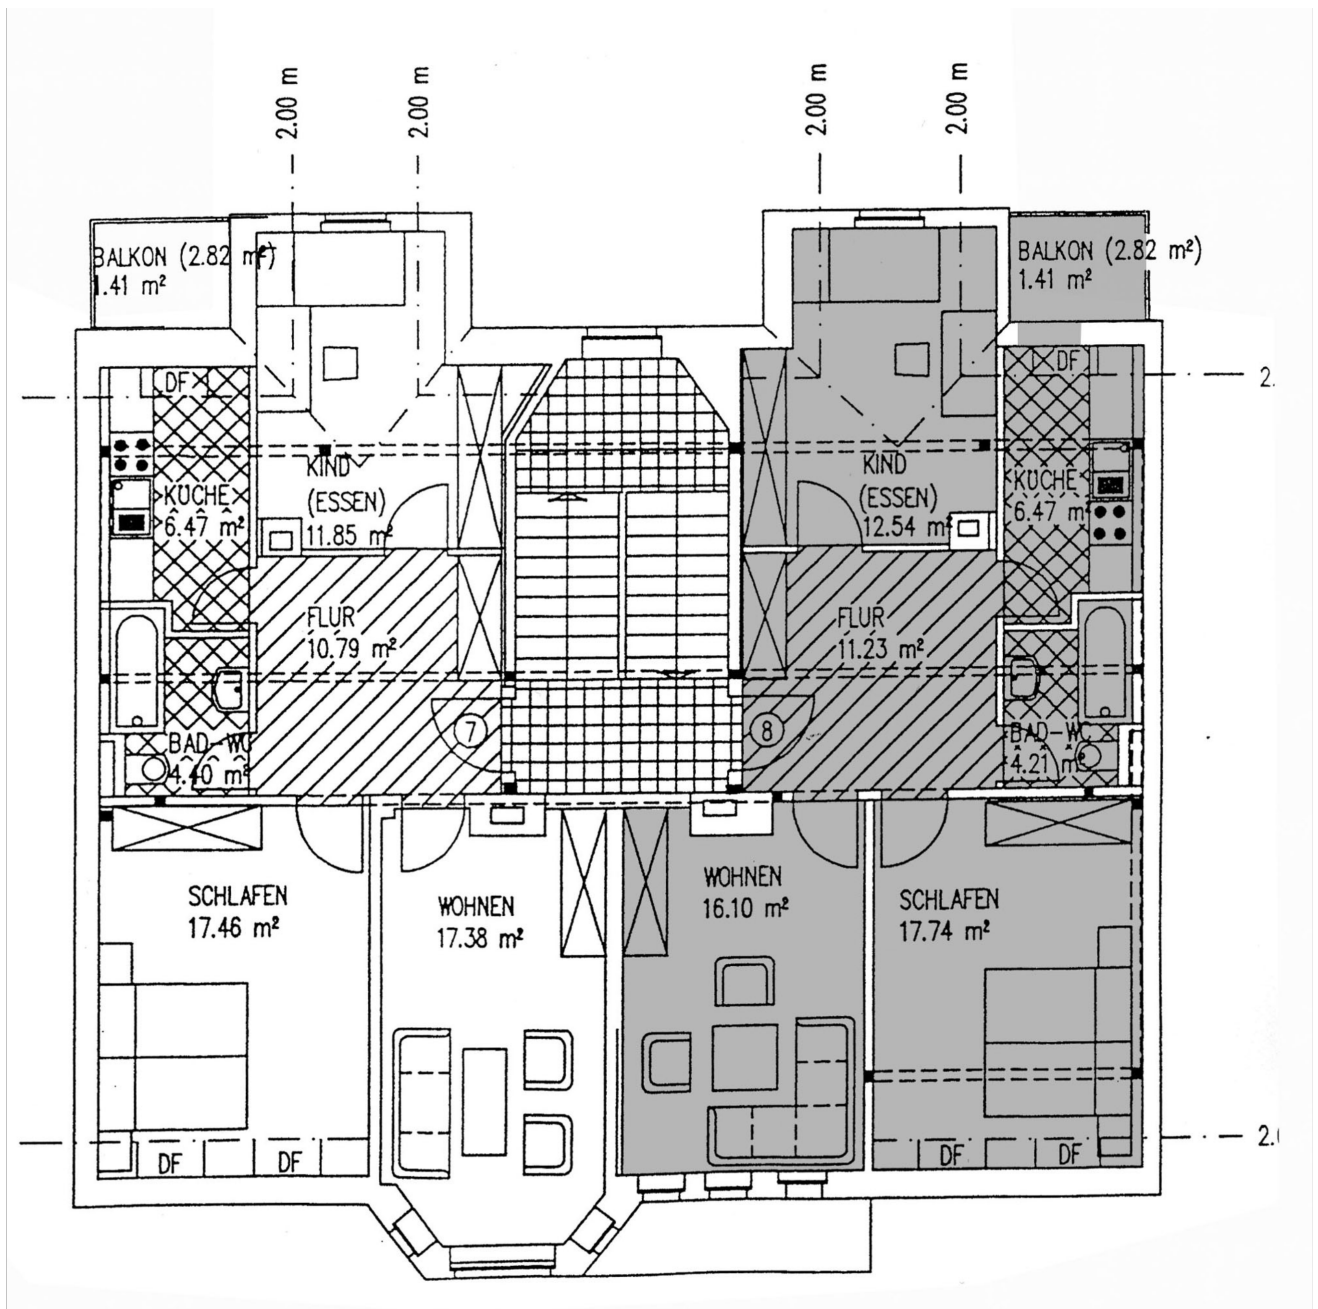 2.00 m
2.00 m
2.00 m
2.00 m
BALKON (2.82 m²)
1.41 m²
BALKON (2.82 m²)
1.41 m²
DF
DF
2.
KIND
(ESSEN)
11.85 m²
KIND
(ESSEN)
12.54 m²
KÜCHE
6.47 m²
KÜCHE
6.47 m²
FLUR
10.79 m²
FLUR
11.23 m²
7
8
BAD-WC
4.40 m²
BAD-WC
4.21 m²
SCHLAFEN
17.46 m²
WOHNEN
17.38 m²
WOHNEN
16.10 m²
SCHLAFEN
17.74 m²
DF
DF
DF
DF
2.0